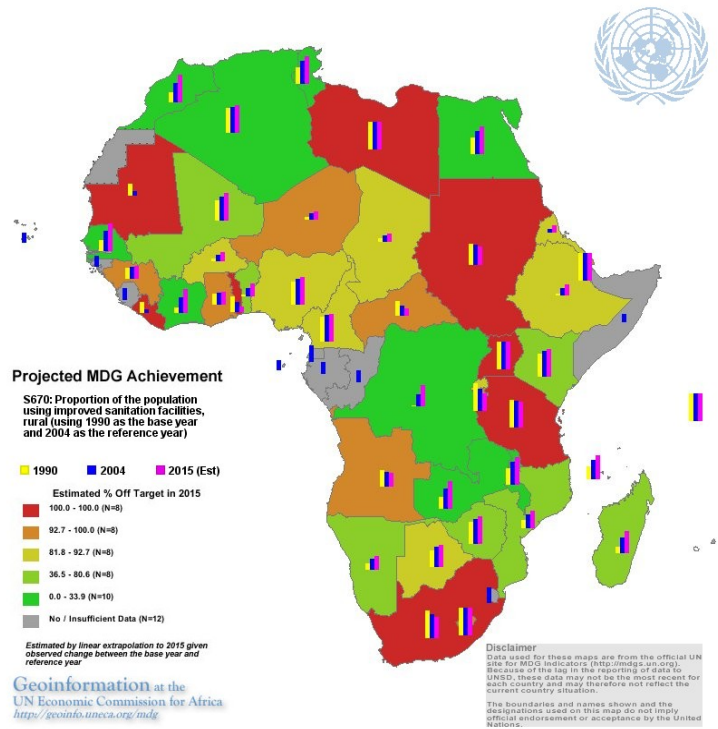 Projected MDG Achievement
S670: Proportion of the population
using improved sanitation facilities,
rural (using 1990 as the base year
and 2004 as the reference year)
1990 2004 2015 (Est)
Estimated % Off Target in 2015
100.0 - 100.0 (N=8)
92.7 - 100.0 (N=8)
81.8 - 92.7 (N=8)
36.5 - 80.6 (N=8)
0.0 - 33.9 (N=10)
No / Insufficient Data (N=12)
Estimated by linear extrapolation to 2015 given
observed change between the base year and
reference year
Geoinformation at the
UN Economic Commission for Africa
http://geoinfo.uneca.org/mdg
Disclaimer
Data used for these maps are from the official UN
site for MDG Indicators (http://mdgs.un.org).
Because of the lag in the reporting of data to
UNSD, these data may not be the most recent for
each country and may therefore not reflect the
current country situation.
The boundaries and names shown and the
designations used on this map do not imply
official endorsement or acceptance by the United
Nations.